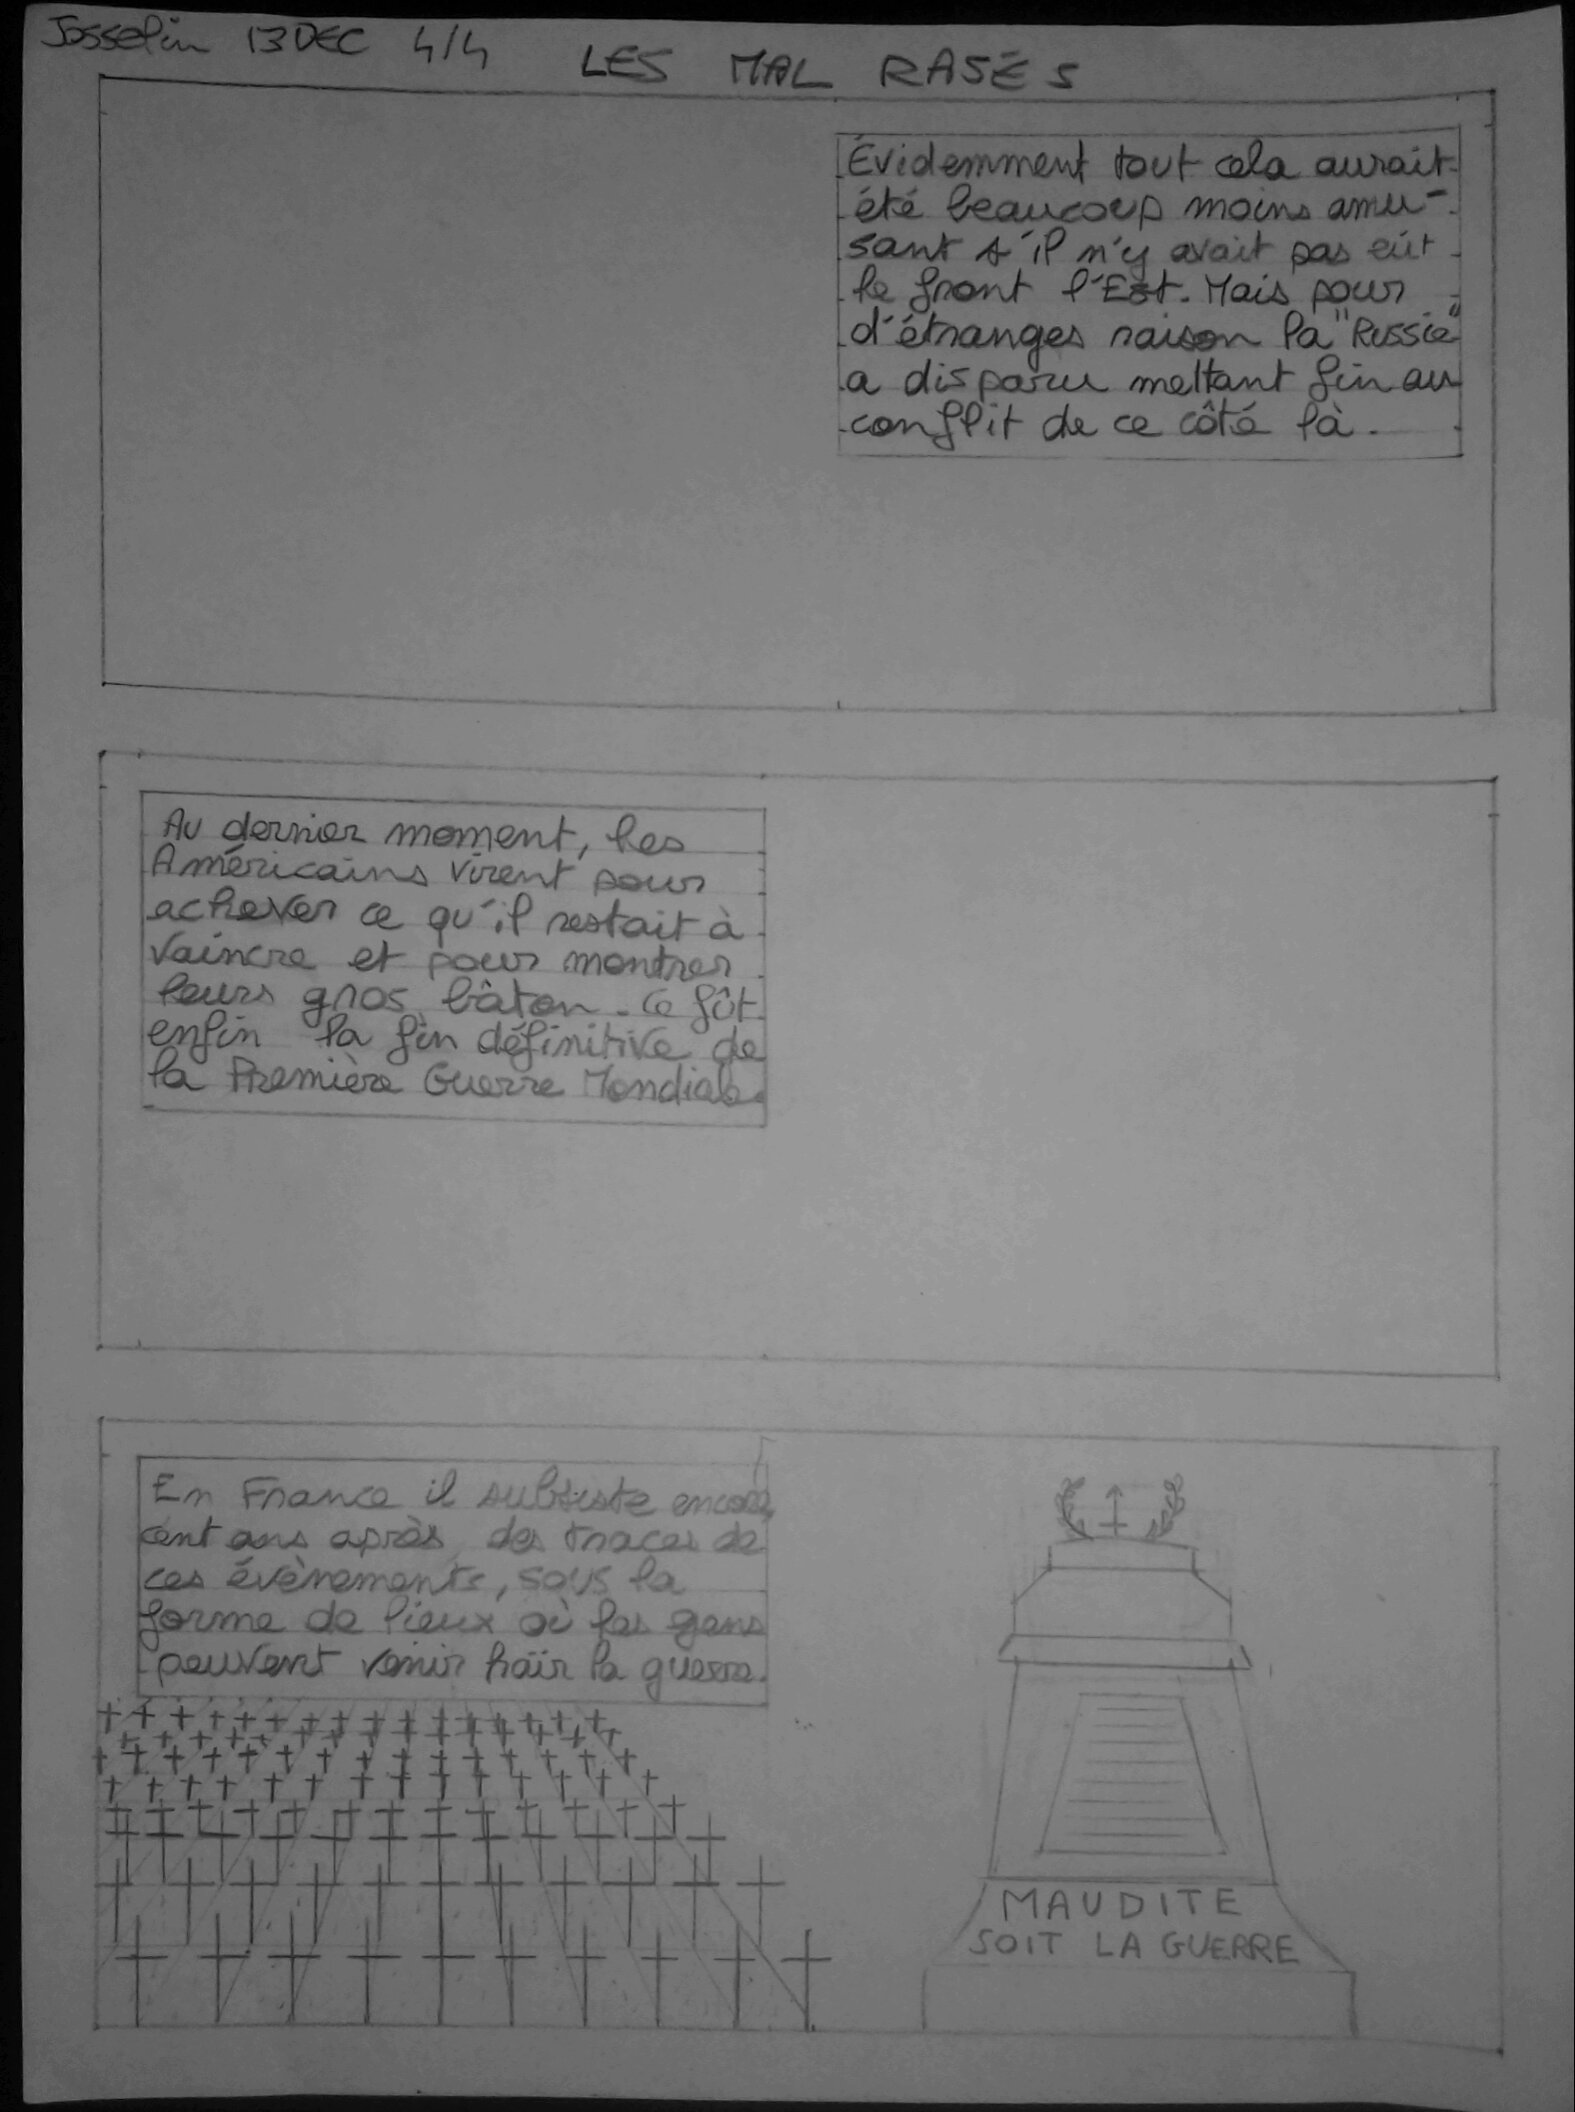 Josselin 13 DEC 4/4 LES MAL RASÉS
Évidemment tout cela aurait
été beaucoup moins amu-
sant s'il n'y avait pas eût
le front l'Est. Mais pour
d'étranges raison la "Russie"
a disparu mettant fin au
conflit de ce côté là.
Au dernier moment, les
Américains virent pour
achever ce qu'il restait à
vaincre et pour montrer
leurs gros bâton. Ce fût
enfin la fin définitive de
la Première Guerre Mondiale.
En France il subsiste encore,
cent ans après, des traces de
ces évènements, sous la
forme de lieux où les gens
peuvent venir haïr la guerre.
MAUDITE
SOIT LA GUERRE